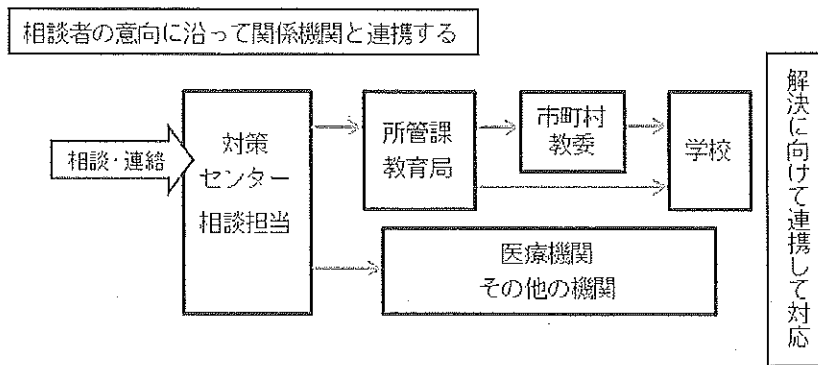 相談者の意向に沿って関係機関と連携する
相談・連絡
対策
センター
相談担当
所管課
教育局
市町村
教委
学校
医療機関
その他の機関
解決に向けて連携して対応